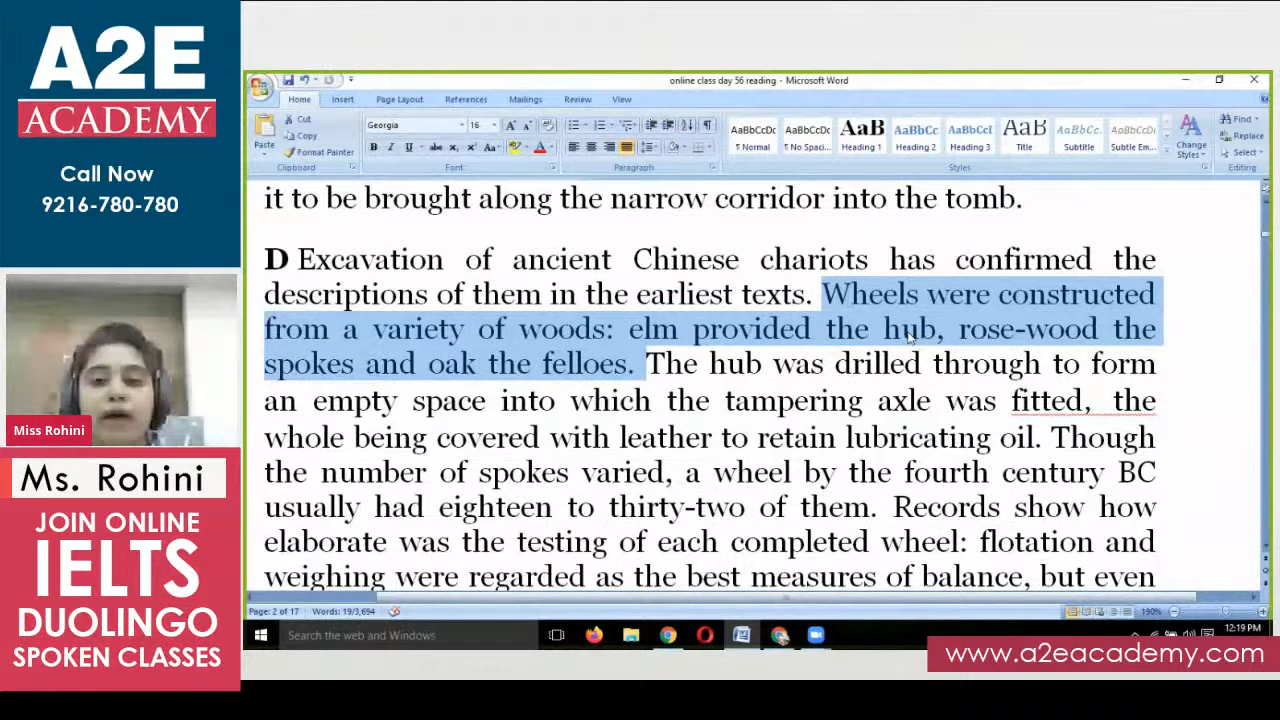 A2E
ACADEMY
Call Now
9216-780-780
Miss Rohini
Ms. Rohini
JOIN ONLINE
IELTS
DUOLINGO
SPOKEN CLASSES
online class day 56 reading - Microsoft Word
Home Insert Page Layout References Mailings Review View
Paste
Cut
Copy
Format Painter
Clipboard
Georgia 16
Font
Paragraph
AaBbCcDc AaBbCcDc AaB AaBbCc AaBbCcI AaB AaBbCc. AaBbCcDc
¶ Normal ¶ No Spaci... Heading 1 Heading 2 Heading 3 Title Subtitle Subtle Em...
Styles
Change Styles
Find
Replace
Select
Editing
it to be brought along the narrow corridor into the tomb.
D Excavation of ancient Chinese chariots has confirmed the
descriptions of them in the earliest texts. Wheels were constructed
from a variety of woods: elm provided the hub, rose-wood the
spokes and oak the felloes. The hub was drilled through to form
an empty space into which the tampering axle was fitted, the
whole being covered with leather to retain lubricating oil. Though
the number of spokes varied, a wheel by the fourth century BC
usually had eighteen to thirty-two of them. Records show how
elaborate was the testing of each completed wheel: flotation and
weighing were regarded as the best measures of balance, but even
Page: 2 of 17 Words: 19/3,694 190%
Search the web and Windows
12:19 PM
www.a2eacademy.com